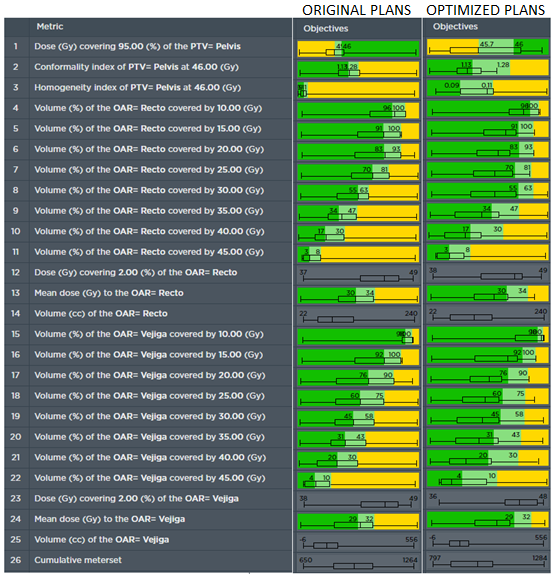 ORIGINAL PLANS OPTIMIZED PLANS
Metric Objectives Objectives
1 Dose (Gy) covering 95.00 (%) of the PTV= Pelvis 46 45.7 46
2 Conformality index of PTV= Pelvis at 46.00 (Gy) 1.13 1.28 1.13 1.28
3 Homogeneity index of PTV= Pelvis at 46.00 (Gy) 0.09 0.11
4 Volume (%) of the OAR= Recto covered by 10.00 (Gy) 96 100 98 100
5 Volume (%) of the OAR= Recto covered by 15.00 (Gy) 91 100 91 100
6 Volume (%) of the OAR= Recto covered by 20.00 (Gy) 83 93 83 93
7 Volume (%) of the OAR= Recto covered by 25.00 (Gy) 70 81 70 81
8 Volume (%) of the OAR= Recto covered by 30.00 (Gy) 55 63 55 63
9 Volume (%) of the OAR= Recto covered by 35.00 (Gy) 34 47 34 47
10 Volume (%) of the OAR= Recto covered by 40.00 (Gy) 17 30 17 30
11 Volume (%) of the OAR= Recto covered by 45.00 (Gy) 3 8 3 8
12 Dose (Gy) covering 2.00 (%) of the OAR= Recto 37 49 38 49
13 Mean dose (Gy) to the OAR= Recto 30 34 30 34
14 Volume (cc) of the OAR= Recto 22 240 22 240
15 Volume (%) of the OAR= Vejiga covered by 10.00 (Gy)
16 Volume (%) of the OAR= Vejiga covered by 15.00 (Gy) 92 100 92 100
17 Volume (%) of the OAR= Vejiga covered by 20.00 (Gy) 76 90 76 90
18 Volume (%) of the OAR= Vejiga covered by 25.00 (Gy) 60 75 60 75
19 Volume (%) of the OAR= Vejiga covered by 30.00 (Gy) 45 58 45 58
20 Volume (%) of the OAR= Vejiga covered by 35.00 (Gy) 31 43 31 43
21 Volume (%) of the OAR= Vejiga covered by 40.00 (Gy) 20 30 20 30
22 Volume (%) of the OAR= Vejiga covered by 45.00 (Gy) 4 10 4 10
23 Dose (Gy) covering 2.00 (%) of the OAR= Vejiga 38 49 36 48
24 Mean dose (Gy) to the OAR= Vejiga 29 32 29 32
25 Volume (cc) of the OAR= Vejiga -6 556 -6 556
26 Cumulative meterset 650 1264 797 1284